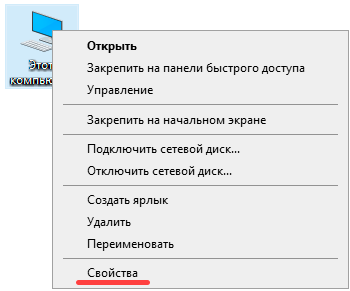 Этот
компью
Открыть
Закрепить на панели быстрого доступа
Управление
Закрепить на начальном экране
Подключить сетевой диск...
Отключить сетевой диск...
Создать ярлык
Удалить
Переименовать
Свойства